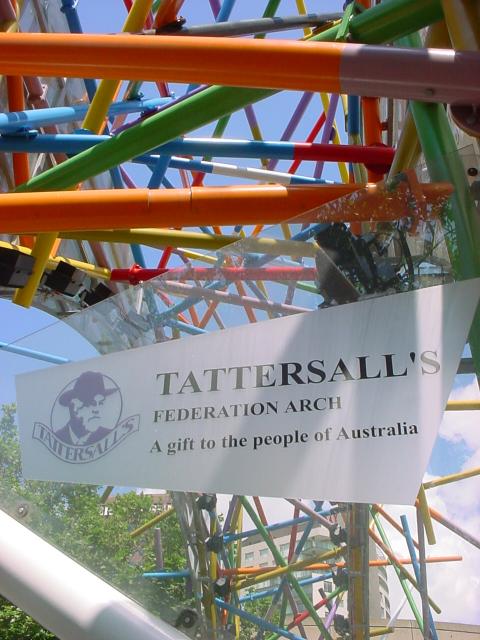 TATTERSALL'S
TATTERSALL'S
FEDERATION ARCH
A gift to the people of Australia